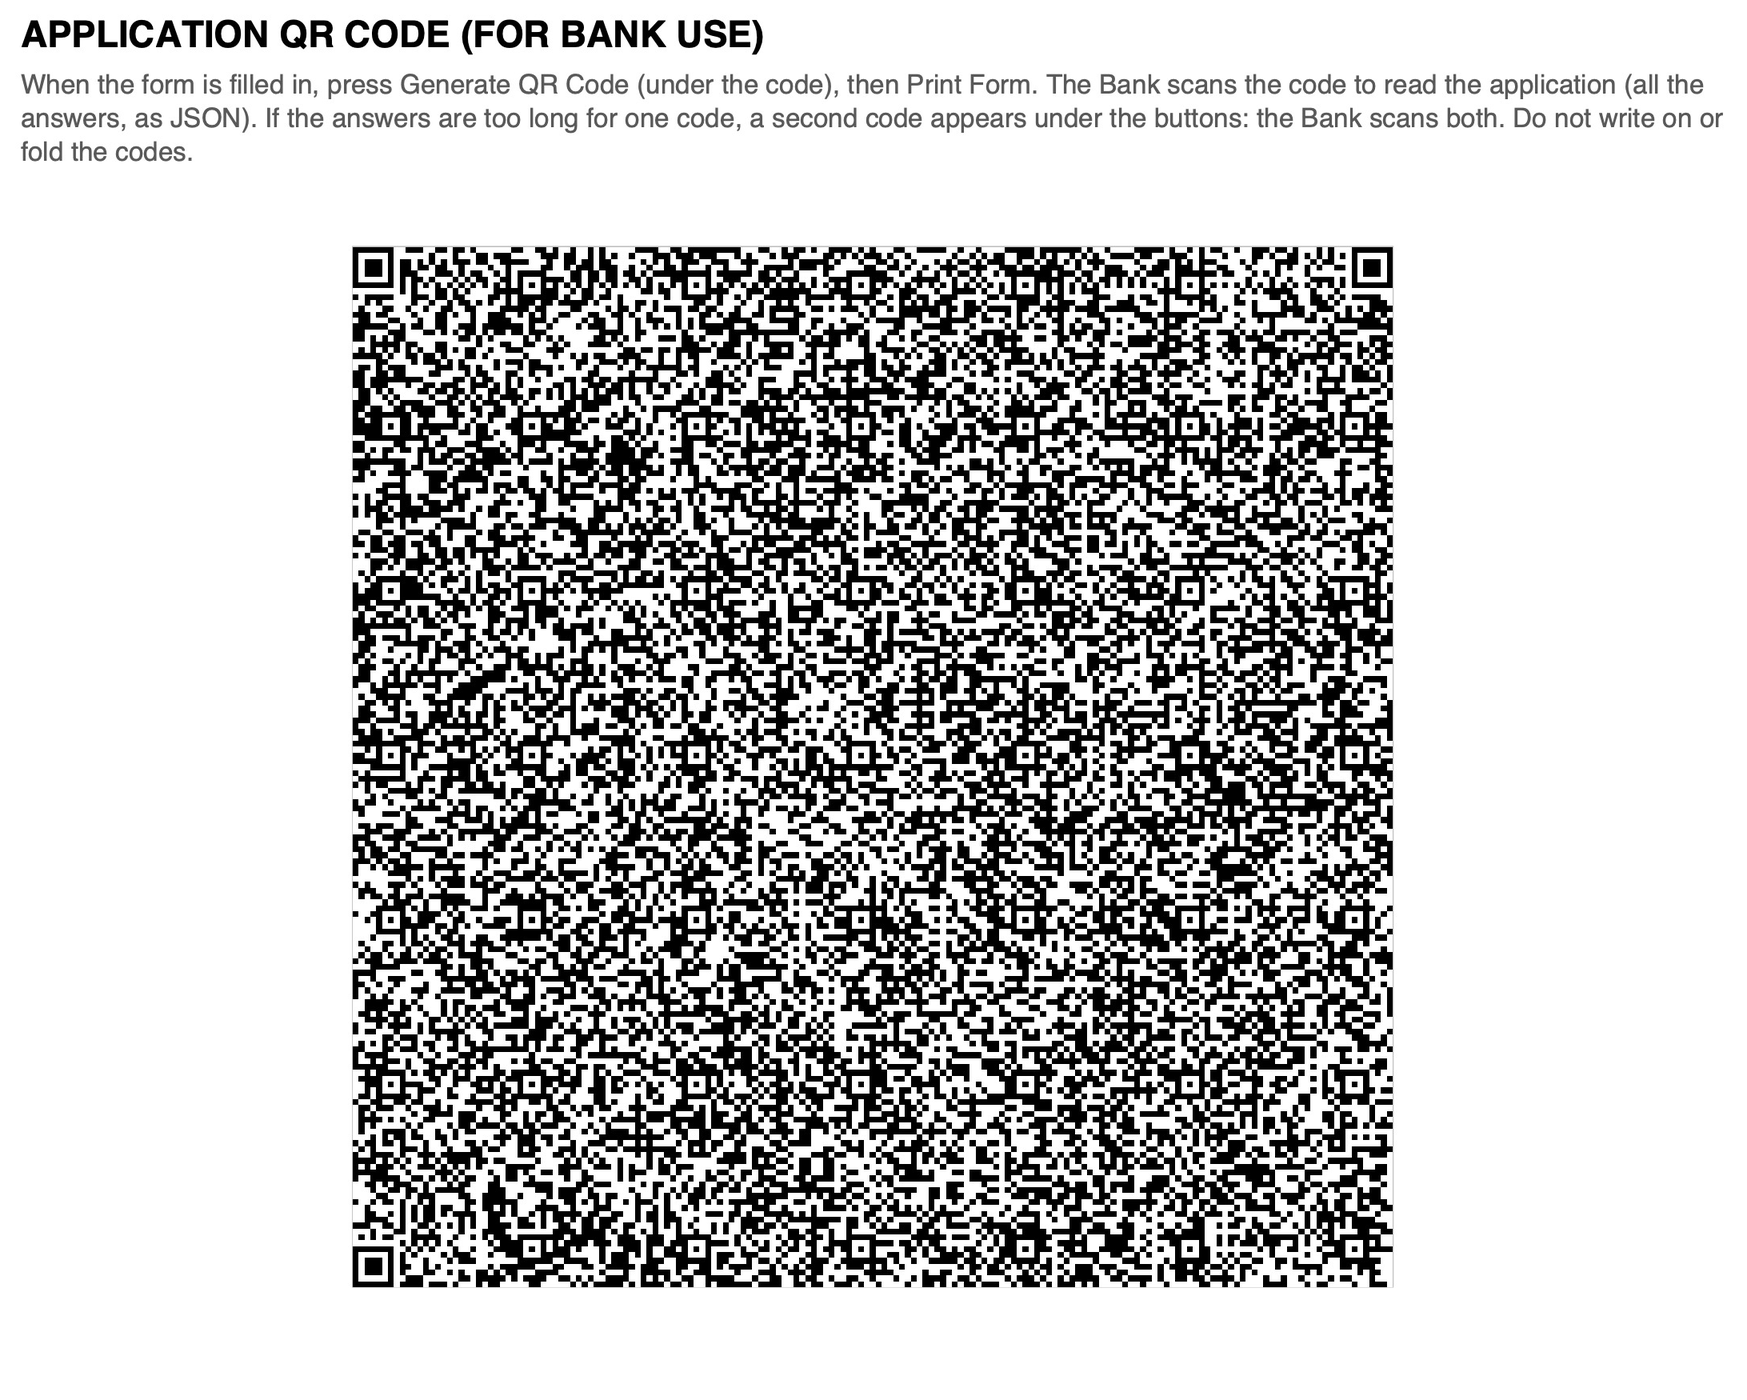 APPLICATION QR CODE (FOR BANK USE)
When the form is filled in, press Generate QR Code (under the code), then Print Form. The Bank scans the code to read the application (all the
answers, as JSON). If the answers are too long for one code, a second code appears under the buttons: the Bank scans both. Do not write on or
fold the codes.